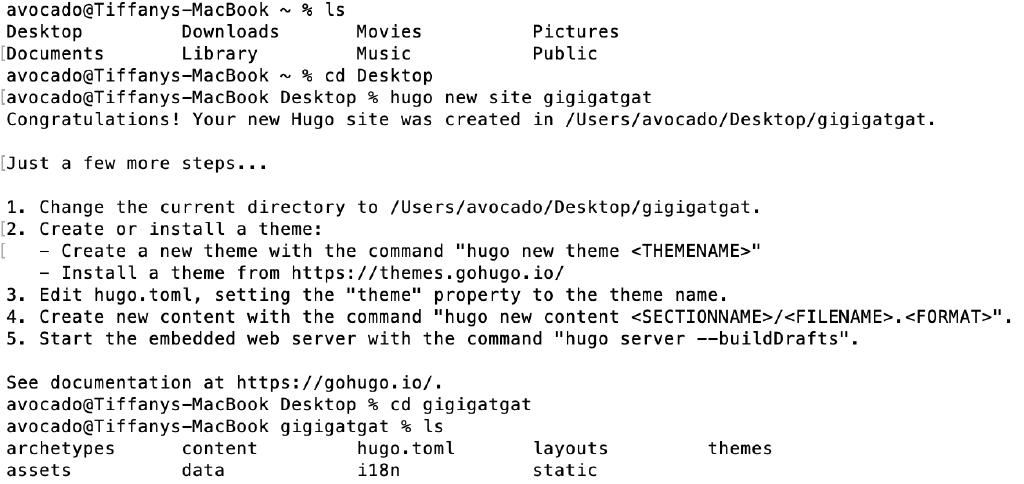 avocado@Tiffanys-MacBook ~ % ls
Desktop Downloads Movies Pictures
[Documents Library Music Public
avocado@Tiffanys-MacBook ~ % cd Desktop
[avocado@Tiffanys-MacBook Desktop % hugo new site gigigatgat
Congratulations! Your new Hugo site was created in /Users/avocado/Desktop/gigigatgat.
[Just a few more steps...
1. Change the current directory to /Users/avocado/Desktop/gigigatgat.
[2. Create or install a theme:
[ - Create a new theme with the command "hugo new theme <THEMENAME>"
- Install a theme from https://themes.gohugo.io/
3. Edit hugo.toml, setting the "theme" property to the theme name.
4. Create new content with the command "hugo new content <SECTIONNAME>/<FILENAME>.<FORMAT>".
5. Start the embedded web server with the command "hugo server --buildDrafts".
See documentation at https://gohugo.io/.
avocado@Tiffanys-MacBook Desktop % cd gigigatgat
avocado@Tiffanys-MacBook gigigatgat % ls
archetypes content hugo.toml layouts themes
assets data i18n static